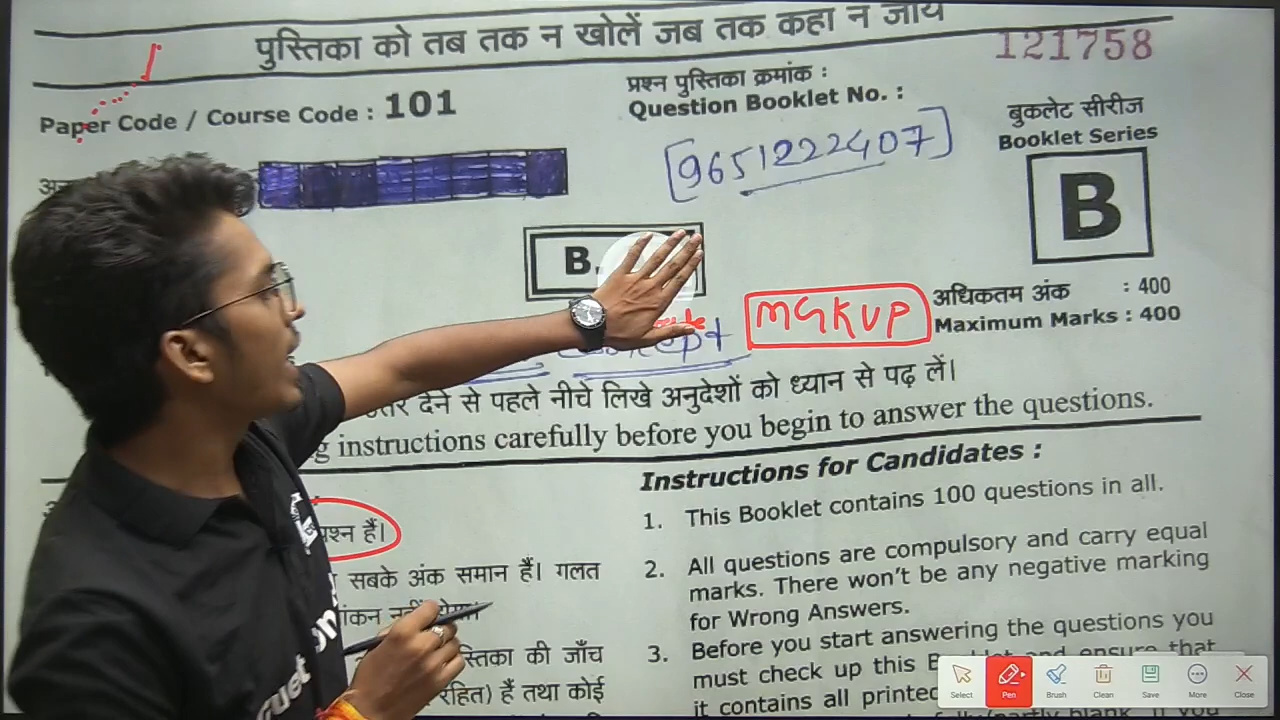 पुस्तिका को तब तक न खोलें जब तक कहा न जाय
121758
Paper Code / Course Code : 101
प्रश्न पुस्तिका क्रमांक :
Question Booklet No. :
[9651222407]
बुकलेट सीरीज
Booklet Series
B
B.
MGKVP
अधिकतम अंक : 400
Maximum Marks : 400
देने से पहले नीचे लिखे अनुदेशों को ध्यान से पढ़ लें।
instructions carefully before you begin to answer the questions.
हैं।
सबके अंक समान हैं। गलत
की जाँच
हैं तथा कोई
Instructions for Candidates :
1. This Booklet contains 100 questions in all.
2. All questions are compulsory and carry equal
marks. There won't be any negative marking
for Wrong Answers.
3. Before you start answering the questions you
must check up this and ensure that
it contains all printed
Select
Pen
Brush
Clean
Save
More
Close